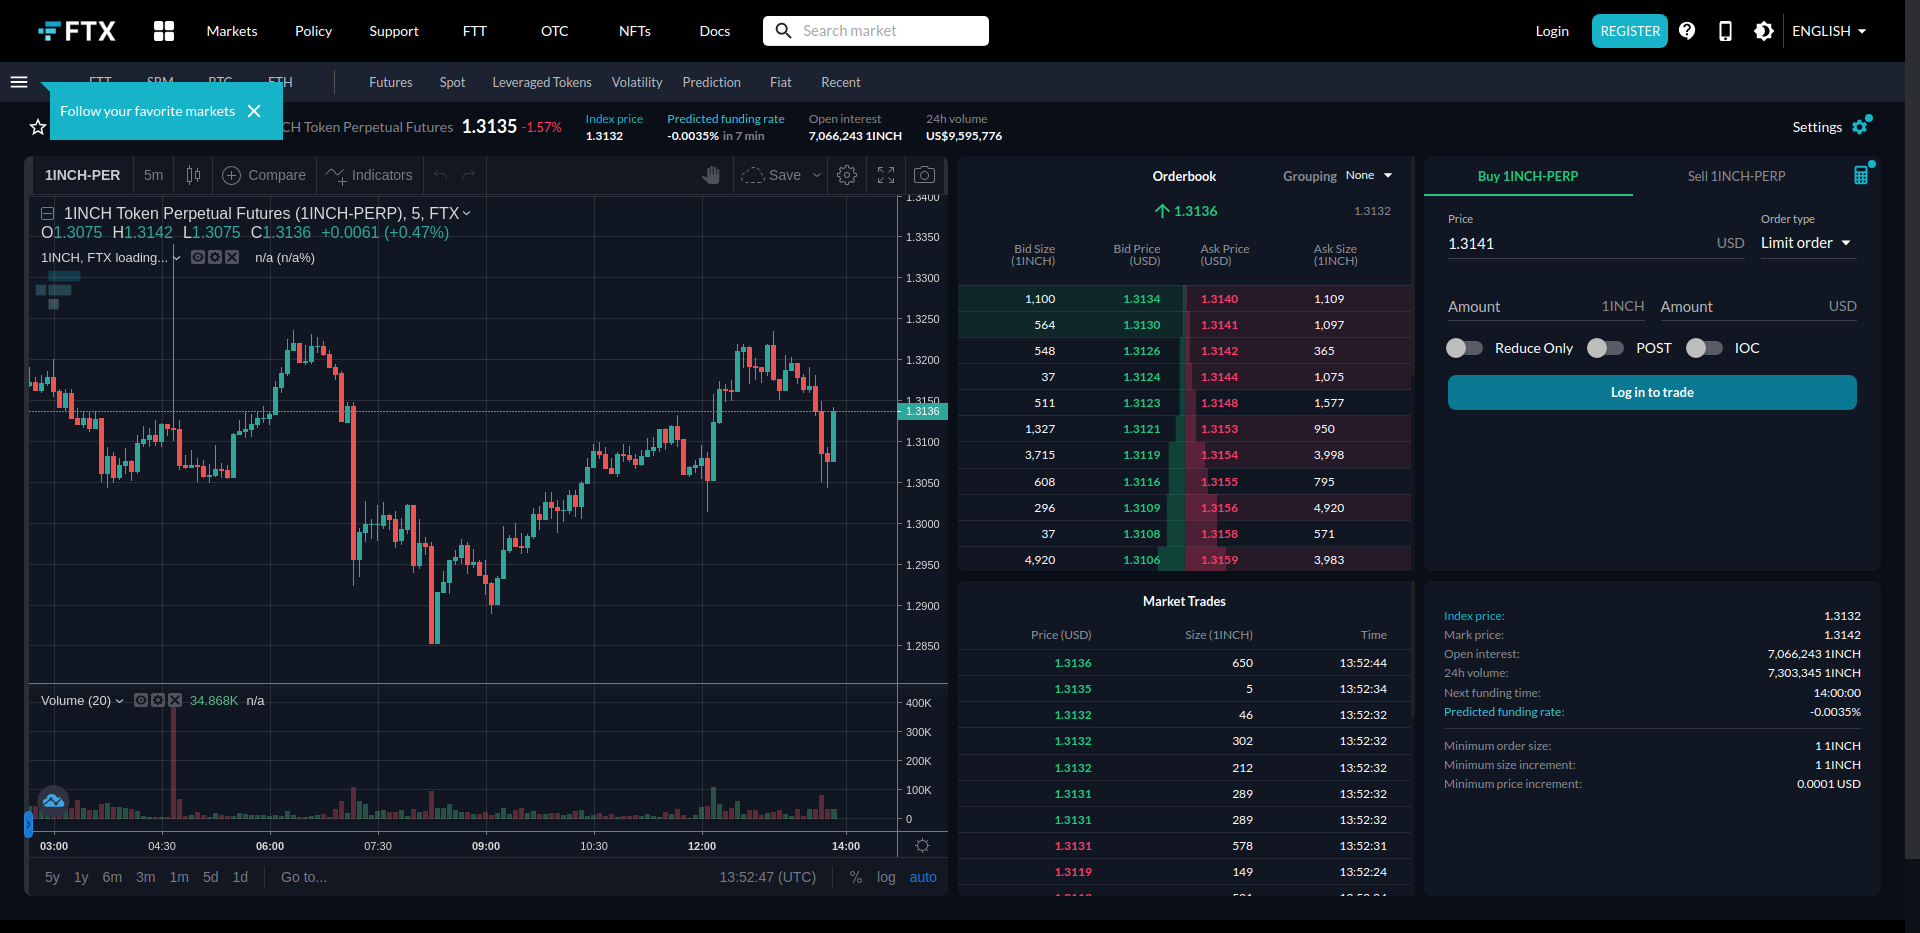 FTX
Markets
Policy
Support
FTT
OTC
NFTs
Docs
Search market
Login
REGISTER
ENGLISH
FTT
SRM
BTC
ETH
Futures
Spot
Leveraged Tokens
Volatility
Prediction
Fiat
Recent
Follow your favorite markets
CH Token Perpetual Futures
1.3135 -1.57%
Index price
1.3132
Predicted funding rate
-0.0035% in 7 min
Open interest
7,066,243 1INCH
24h volume
US$9,595,776
Settings
1INCH-PER
5m
Compare
Indicators
Save
1INCH Token Perpetual Futures (1INCH-PERP), 5, FTX
O1.3075 H1.3142 L1.3075 C1.3136 +0.0061 (+0.47%)
1INCH, FTX loading... n/a (n/a%)
1.3400
1.3350
1.3300
1.3250
1.3200
1.3150
1.3136
1.3100
1.3050
1.3000
1.2950
1.2900
1.2850
Volume (20) 34.868K n/a
400K
300K
200K
100K
0
03:00 04:30 06:00 07:30 09:00 10:30 12:00 14:00
5y 1y 6m 3m 1m 5d 1d Go to...
13:52:47 (UTC) % log auto
Orderbook
Grouping None
1.3136
1.3132
Bid Size (1INCH)
Bid Price (USD)
Ask Price (USD)
Ask Size (1INCH)
1,100 1.3134 1.3140 1,109
564 1.3130 1.3141 1,097
548 1.3126 1.3142 365
37 1.3124 1.3144 1,075
511 1.3123 1.3148 1,577
1,327 1.3121 1.3153 950
3,715 1.3119 1.3154 3,998
608 1.3116 1.3155 795
296 1.3109 1.3156 4,920
37 1.3108 1.3158 571
4,920 1.3106 1.3159 3,983
Market Trades
Price (USD) Size (1INCH) Time
1.3136 650 13:52:44
1.3135 5 13:52:34
1.3132 46 13:52:32
1.3132 302 13:52:32
1.3132 212 13:52:32
1.3131 289 13:52:32
1.3131 289 13:52:32
1.3131 578 13:52:31
1.3119 149 13:52:24
Buy 1INCH-PERP
Sell 1INCH-PERP
Price
1.3141 USD
Order type
Limit order
Amount 1INCH
Amount USD
Reduce Only
POST
IOC
Log in to trade
Index price: 1.3132
Mark price: 1.3142
Open interest: 7,066,243 1INCH
24h volume: 7,303,345 1INCH
Next funding time: 14:00:00
Predicted funding rate: -0.0035%
Minimum order size: 1 1INCH
Minimum size increment: 1 1INCH
Minimum price increment: 0.0001 USD